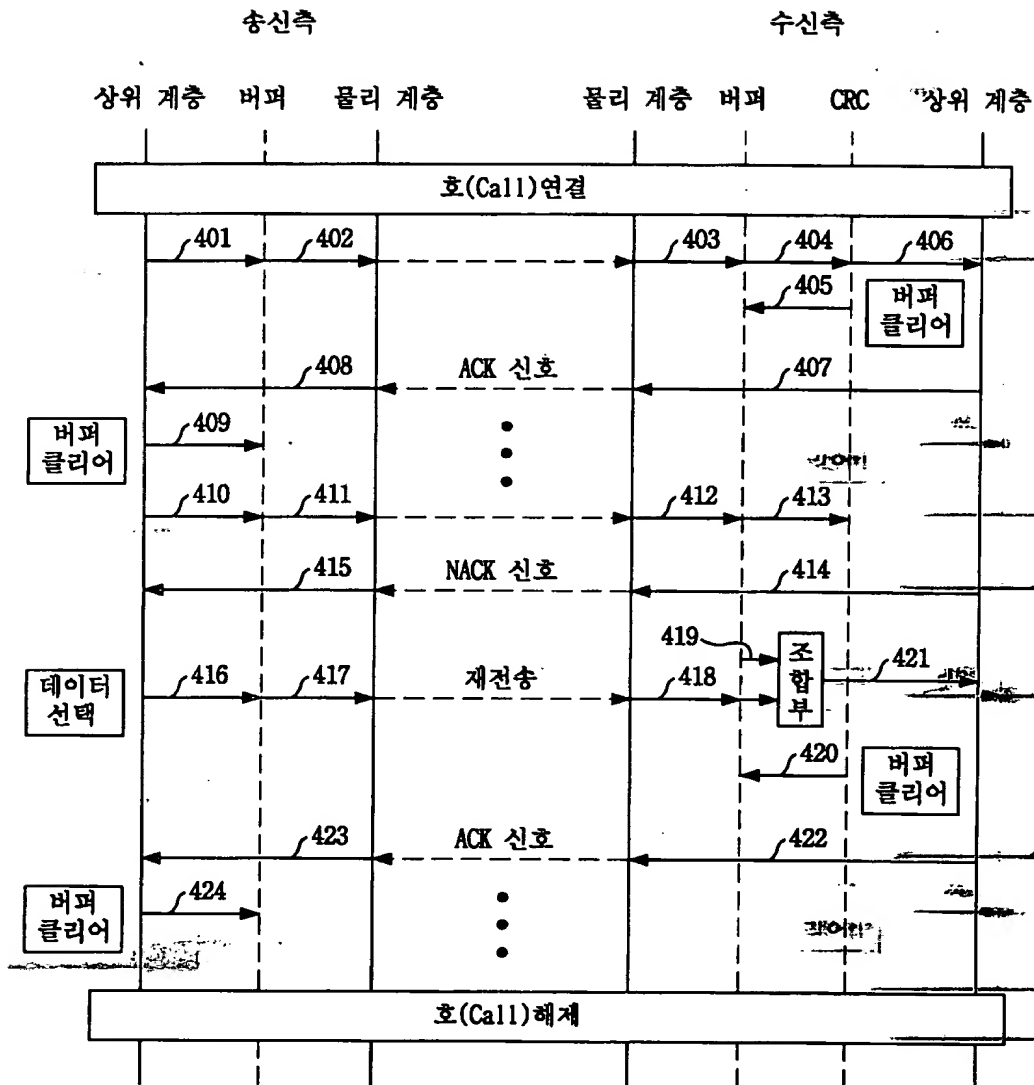 송신측 수신측
상위 계층 버퍼 물리 계층 물리 계층 버퍼 CRC 상위 계층
호(Call)연결
401 402 403 404 406
405
버퍼
클리어
408 ACK 신호 407
버퍼
클리어
409
410 411 412 413
415 NACK 신호 414
419
조
합
부
421
데이터
선택
416 417 재전송 418
420
버퍼
클리어
423 ACK 신호 422
버퍼
클리어
424
호(Call)해제